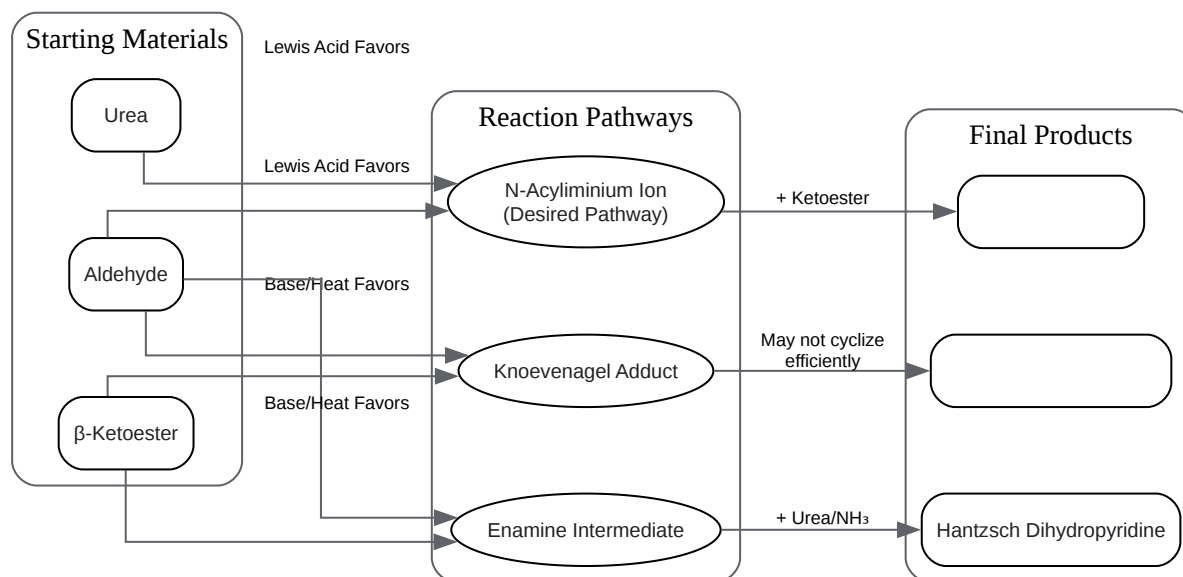 Starting Materials
Urea
Aldehyde
β-Ketoester
Lewis Acid Favors
Lewis Acid Favors
Base/Heat Favors
Base/Heat Favors
Reaction Pathways
N-Acyliminium Ion
(Desired Pathway)
Knoevenagel Adduct
Enamine Intermediate
+ Ketoester
May not cyclize
efficiently
+ Urea/NH₃
Final Products
Hantzsch Dihydropyridine